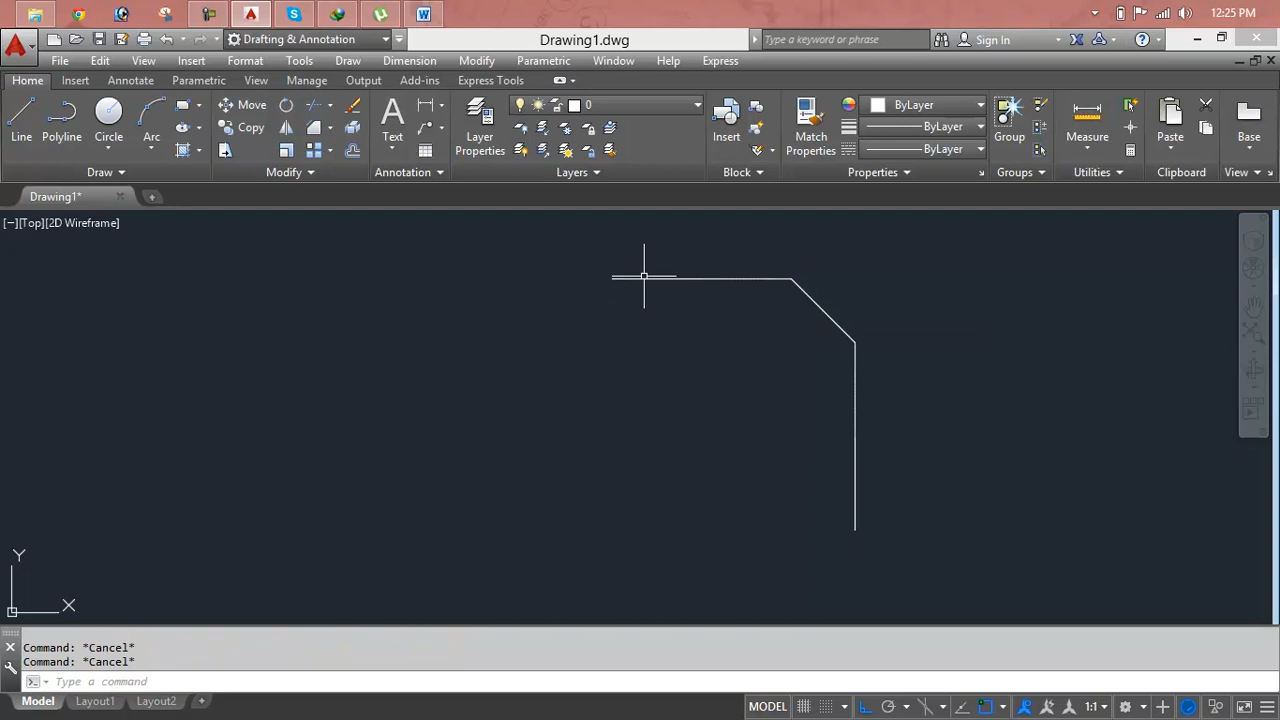 12:25 PM
Drafting & Annotation
Drawing1.dwg
Type a keyword or phrase
Sign In
File Edit View Insert Format Tools Draw Dimension Modify Parametric Window Help Express
Home Insert Annotate Parametric View Manage Output Add-ins Express Tools
Line Polyline Circle Arc
Move
Copy
Text
Layer Properties
0
Insert
Match Properties
ByLayer
ByLayer
ByLayer
Group
Measure
Paste
Base
Draw Modify Annotation Layers Block Properties Groups Utilities Clipboard View
Drawing1*
[−][Top][2D Wireframe]
Y
X
Command: *Cancel*
Command: *Cancel*
Type a command
Model Layout1 Layout2 +
MODEL
1:1